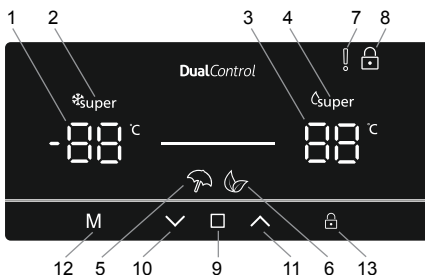 1 2 3 4 7 8
DualControl
super super
-88 °C 88 °C
M
12 5 10 9 11 6 13